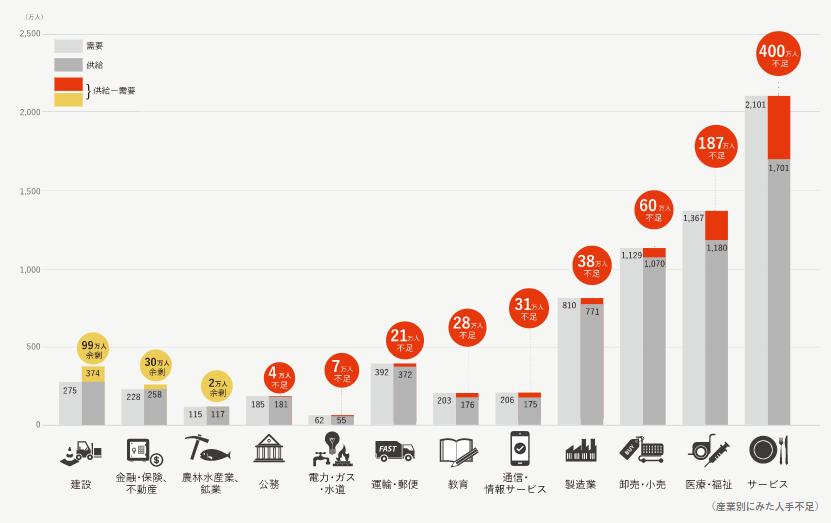 （万人）
2,500
2,000
1,500
1,000
500
0
需要
供給
供給－需要
99万人
余剰
30万人
余剰
2万人
余剰
4万人
不足
7万人
不足
21万人
不足
28万人
不足
31万人
不足
38万人
不足
60万人
不足
187万人
不足
400万人
不足
275
374
228
258
115
117
185
181
62
55
392
372
203
176
206
175
810
771
1,129
1,070
1,367
1,180
2,101
1,701
$
FAST
BUY
建設
金融・保険、
不動産
農林水産業、
鉱業
公務
電力・ガス
・水道
運輸・郵便
教育
通信・
情報サービス
製造業
卸売・小売
医療・福祉
サービス
（産業別にみた人手不足）